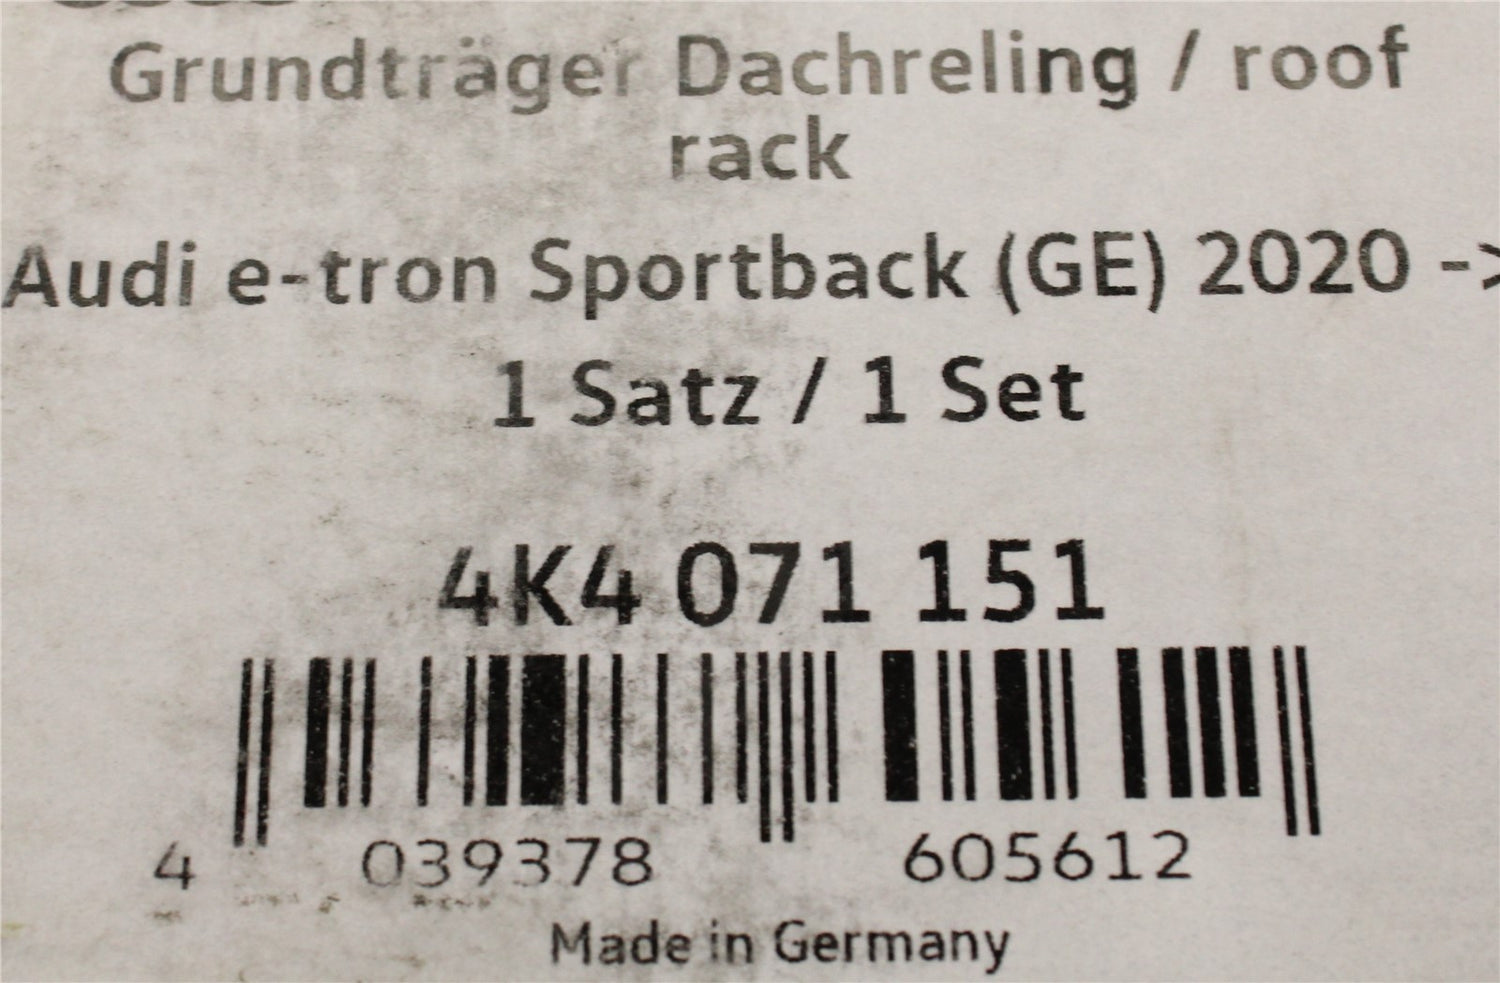 Grundträger Dachreling / roof
rack
Audi e-tron Sportback (GE) 2020 ->
1 Satz / 1 Set
4K4 071 151
4 039378 605612
Made in Germany